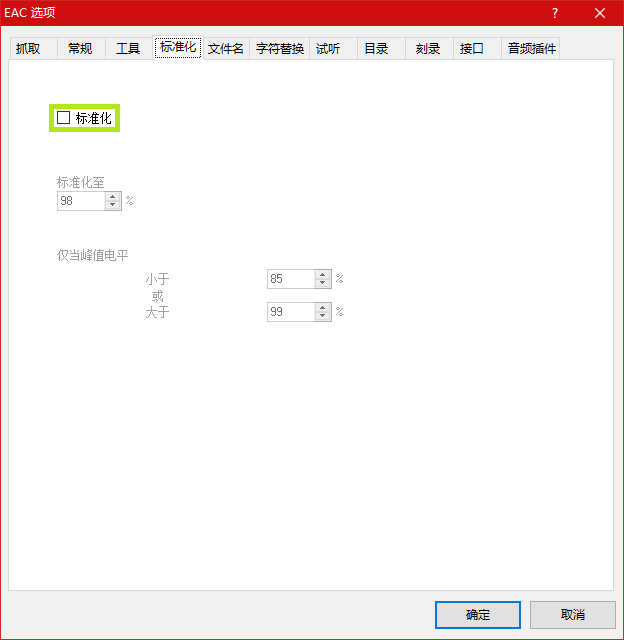 EAC 选项
抓取 常规 工具 标准化 文件名 字符替换 试听 目录 刻录 接口 音频插件
标准化
标准化至
98 %
仅当峰值电平
小于 85 %
或
大于 99 %
确定 取消